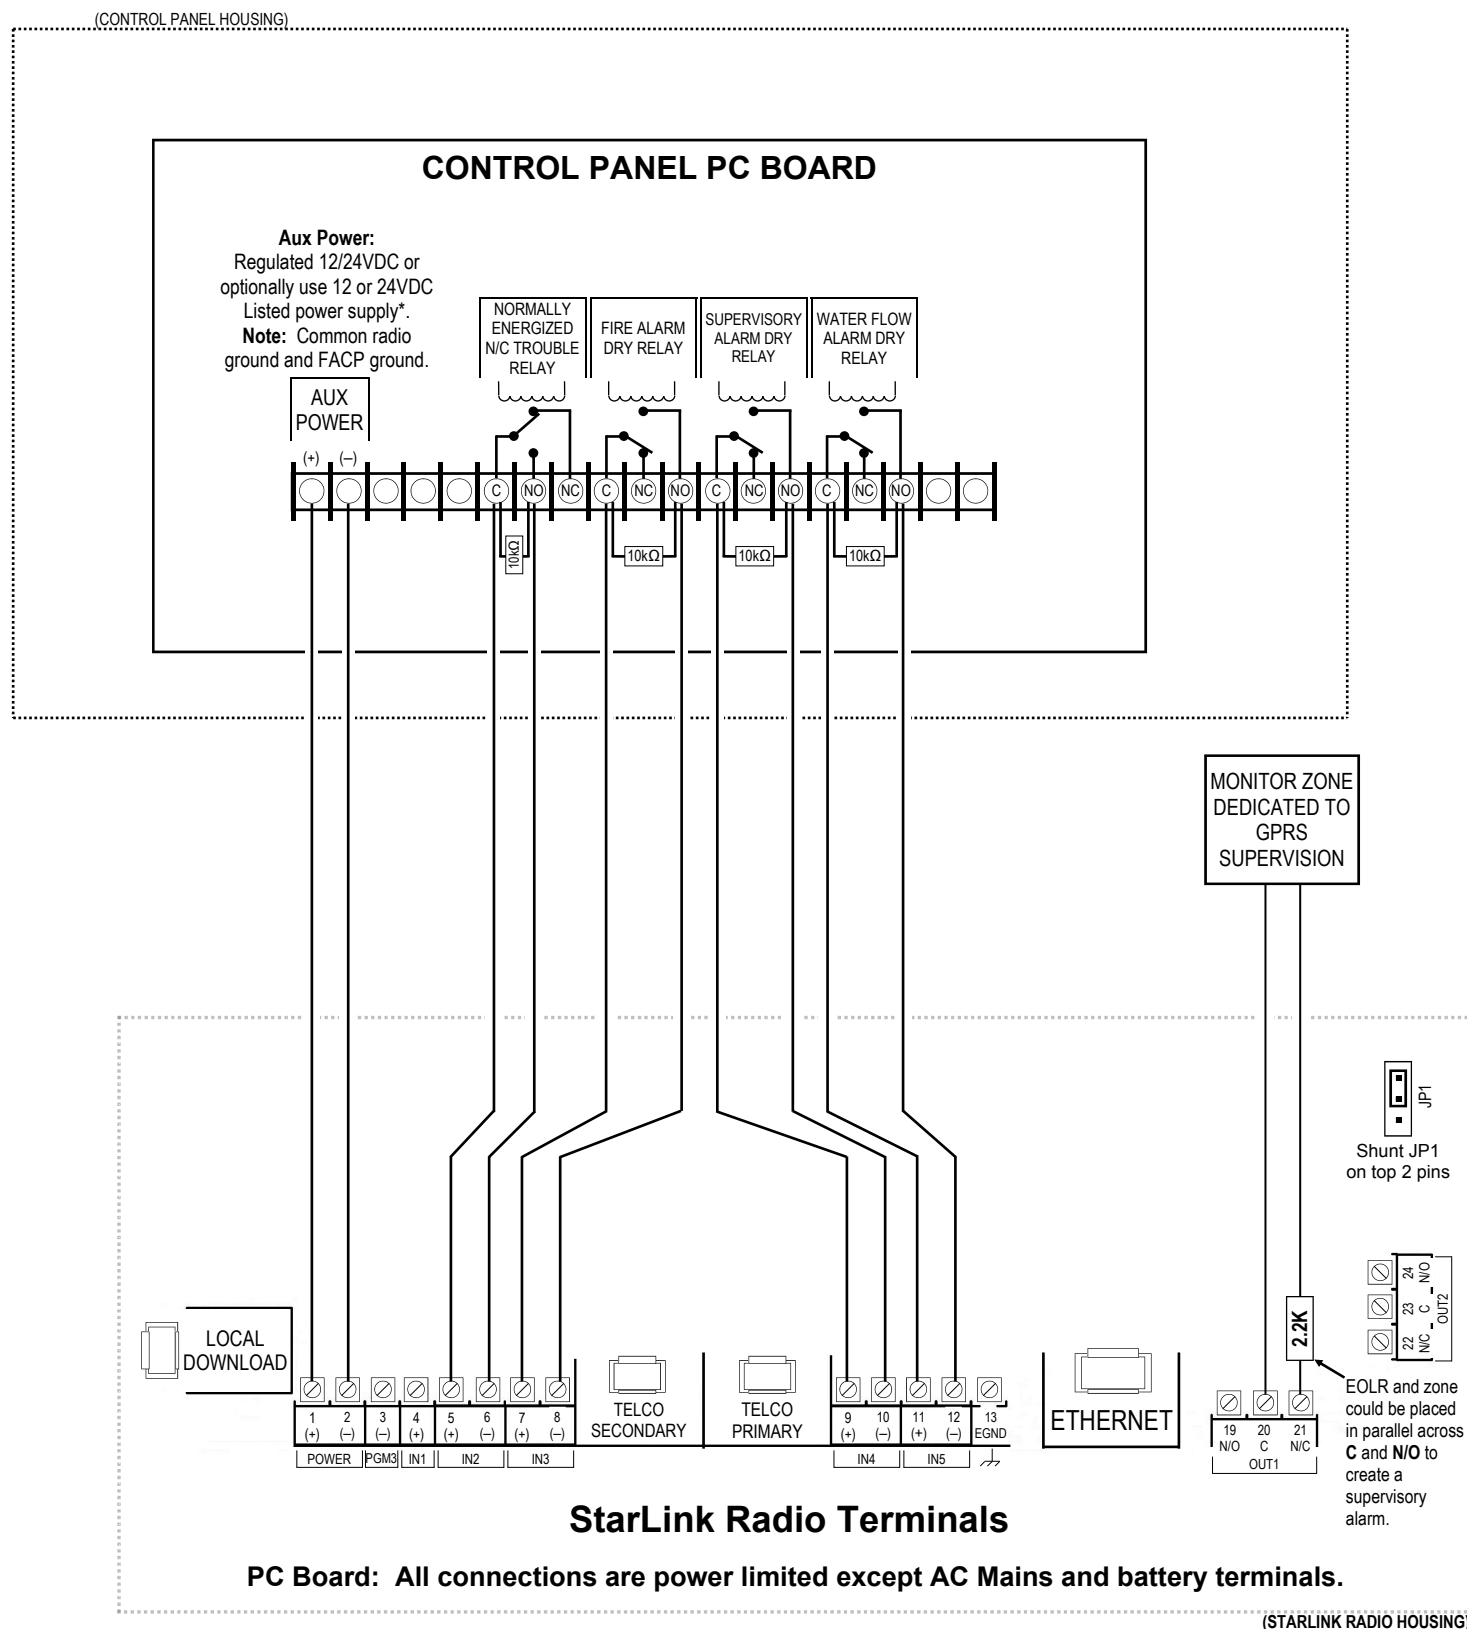 (CONTROL PANEL HOUSING)
CONTROL PANEL PC BOARD
Aux Power:
Regulated 12/24VDC or
optionally use 12 or 24VDC
Listed power supply*.
Note: Common radio
ground and FACP ground.
AUX
POWER
(+) (–)
NORMALLY
ENERGIZED
N/C TROUBLE
RELAY
FIRE ALARM
DRY RELAY
SUPERVISORY
ALARM DRY
RELAY
WATER FLOW
ALARM DRY
RELAY
C NO NC C NC NO C NC NO C NC NO
10kΩ 10kΩ 10kΩ 10kΩ
MONITOR ZONE
DEDICATED TO
GPRS
SUPERVISION
JP1
Shunt JP1
on top 2 pins
24 N/O
23 C
22 N/C
OUT2
2.2K
EOLR and zone
could be placed
in parallel across
C and N/O to
create a
supervisory
alarm.
LOCAL
DOWNLOAD
1 2 3 4 5 6 7 8
(+) (–) (–) (+) (+) (–) (+) (–)
POWER PGM3 IN1 IN2 IN3
TELCO
SECONDARY
TELCO
PRIMARY
9 10 11 12 13
(+) (–) (+) (–) EGND
IN4 IN5
ETHERNET
19 20 21
N/O C N/C
OUT1
StarLink Radio Terminals
PC Board: All connections are power limited except AC Mains and battery terminals.
(STARLINK RADIO HOUSING)